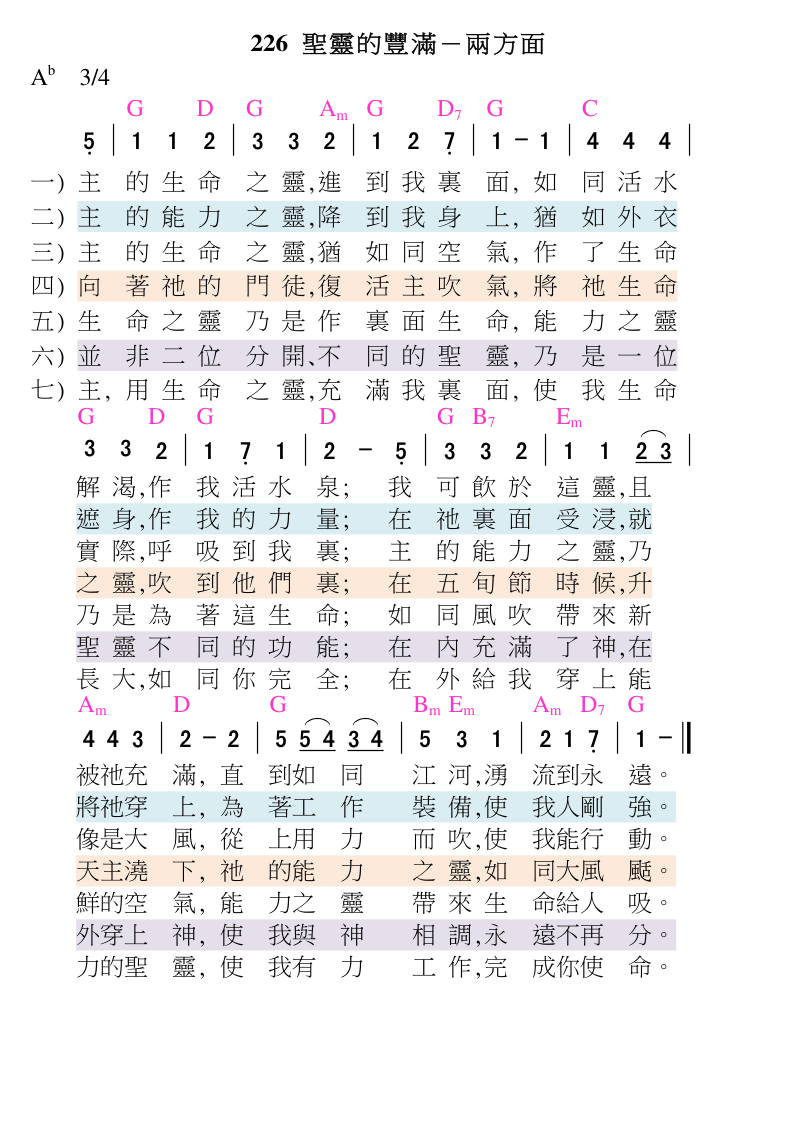 226 聖靈的豐滿－兩方面
A♭ 3/4
G D G Am G D7 G C
5̣ | 1 1 2 | 3 3 2 | 1 2 7̣ | 1 − 1 | 4 4 4 |
一) 主 的 生 命 之 靈,進 到 我 裏 面, 如 同 活 水
二) 主 的 能 力 之 靈,降 到 我 身 上, 猶 如 外 衣
三) 主 的 生 命 之 靈,猶 如 同 空 氣, 作 了 生 命
四) 向 著 祂 的 門 徒,復 活 主 吹 氣, 將 祂 生 命
五) 生 命 之 靈 乃 是 作 裏 面 生 命, 能 力 之 靈
六) 並 非 二 位 分 開、不 同 的 聖 靈, 乃 是 一 位
七) 主, 用 生 命 之 靈,充 滿 我 裏 面, 使 我 生 命
G D G D G B7 Em
3 3 2 | 1 7̣ 1 | 2 − 5̣ | 3 3 2 | 1 1 2 3 |
解 渴,作 我 活 水 泉; 我 可 飲 於 這 靈,且
遮 身,作 我 的 力 量; 在 祂 裏 面 受 浸,就
實 際,呼 吸 到 我 裏; 主 的 能 力 之 靈,乃
之 靈,吹 到 他 們 裏; 在 五 旬 節 時 候,升
乃 是 為 著 這 生 命; 如 同 風 吹 帶 來 新
聖 靈 不 同 的 功 能; 在 內 充 滿 了 神,在
長 大,如 同 你 完 全; 在 外 給 我 穿 上 能
Am D G Bm Em Am D7 G
4 4 3 | 2 − 2 | 5 5 4 3 4 | 5 3 1 | 2 1 7̣ | 1 − ‖
被祂充 滿, 直 到如 同 江 河,湧 流到永 遠。
將祂穿 上, 為 著工 作 裝 備,使 我人剛 強。
像是大 風, 從 上用 力 而 吹,使 我能行 動。
天主澆 下, 祂 的能 力 之 靈,如 同大風 颳。
鮮的空 氣, 能 力之 靈 帶 來 生 命給人 吸。
外穿上 神, 使 我與 神 相 調,永 遠不再 分。
力的聖 靈, 使 我有 力 工 作,完 成你使 命。